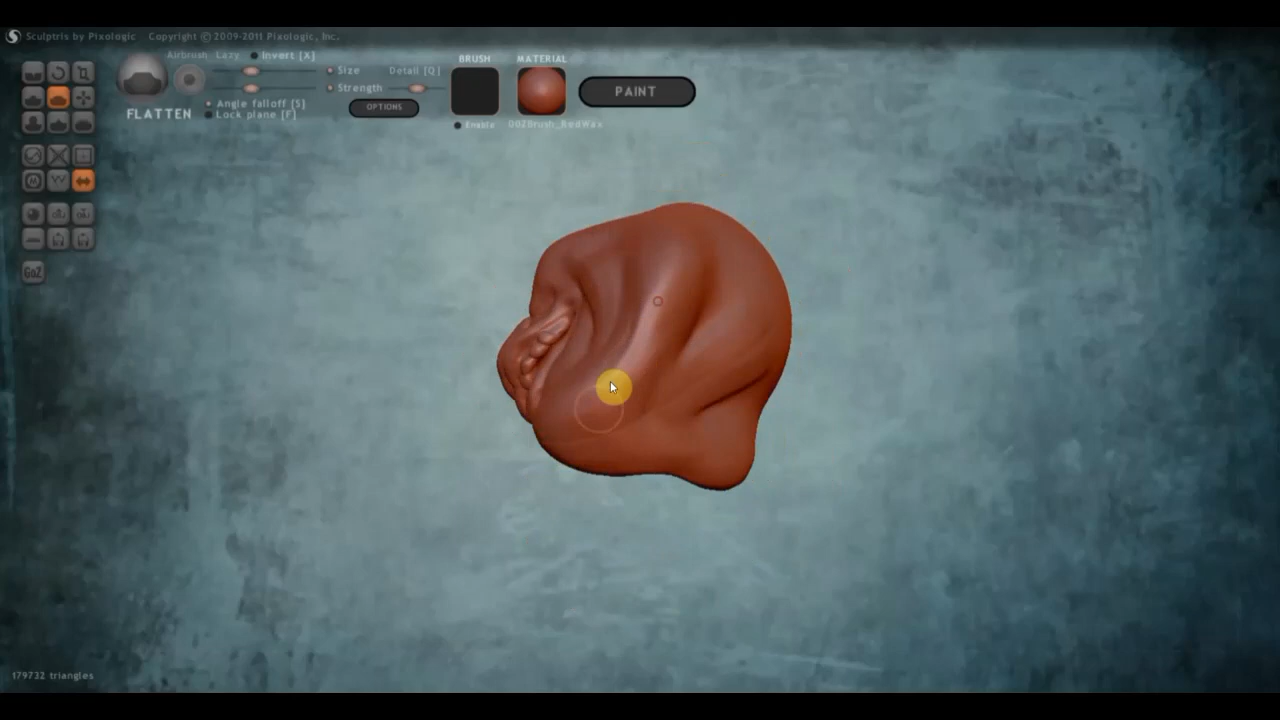 Sculptris by Pixologic Copyright © 2009-2011 Pixologic, Inc.
Airbrush Lazy Invert [X]
Size Detail [Q]
Strength
Angle falloff [S]
Lock plane [F]
FLATTEN
OPTIONS
BRUSH
Enable
MATERIAL
00ZBrush_RedWax
PAINT
GoZ
179732 triangles